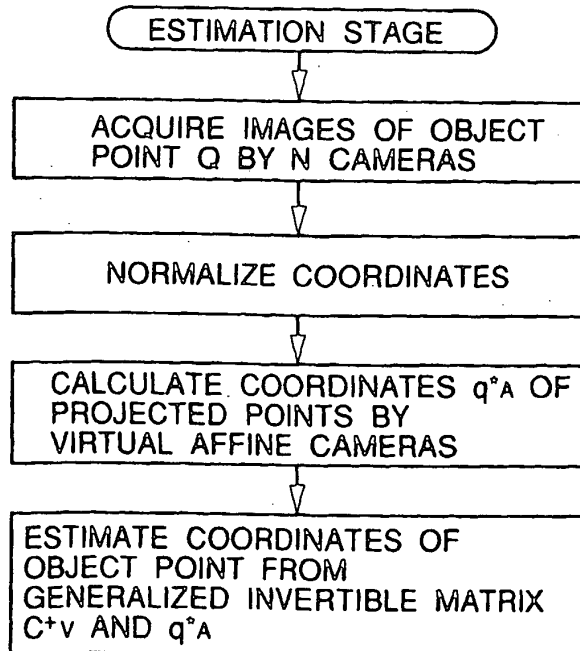 ESTIMATION STAGE
ACQUIRE IMAGES OF OBJECT
POINT Q BY N CAMERAS
NORMALIZE COORDINATES
CALCULATE COORDINATES q*A OF
PROJECTED POINTS BY
VIRTUAL AFFINE CAMERAS
ESTIMATE COORDINATES OF
OBJECT POINT FROM
GENERALIZED INVERTIBLE MATRIX
C+V AND q*A